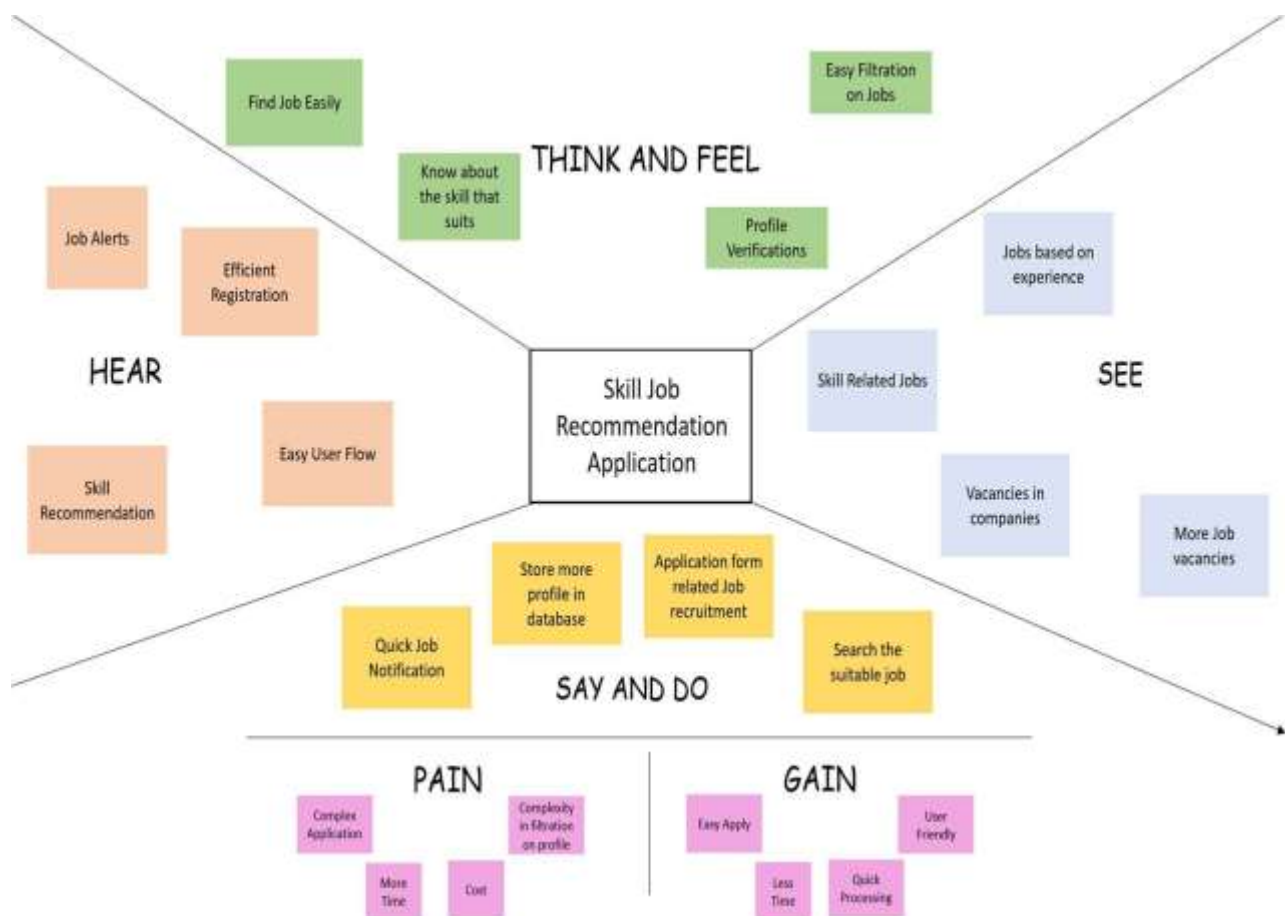 Find Job Easily
Easy Filtration
on Jobs
THINK AND FEEL
Know about
the skill that
suits
Profile
Verifications
Job Alerts
Efficient
Registration
HEAR
Easy User Flow
Skill
Recommendation
Skill Job
Recommendation
Application
Jobs based on
experience
Skill Related Jobs
SEE
Vacancies in
companies
More Job
vacancies
Store more
profile in
database
Application form
related Job
recruitment
Quick Job
Notification
Search the
suitable job
SAY AND DO
PAIN
Complex
Application
Complexity
in filtration
on profile
More
Time
Cost
GAIN
Easy Apply
User
Friendly
Less
Time
Quick
Processing